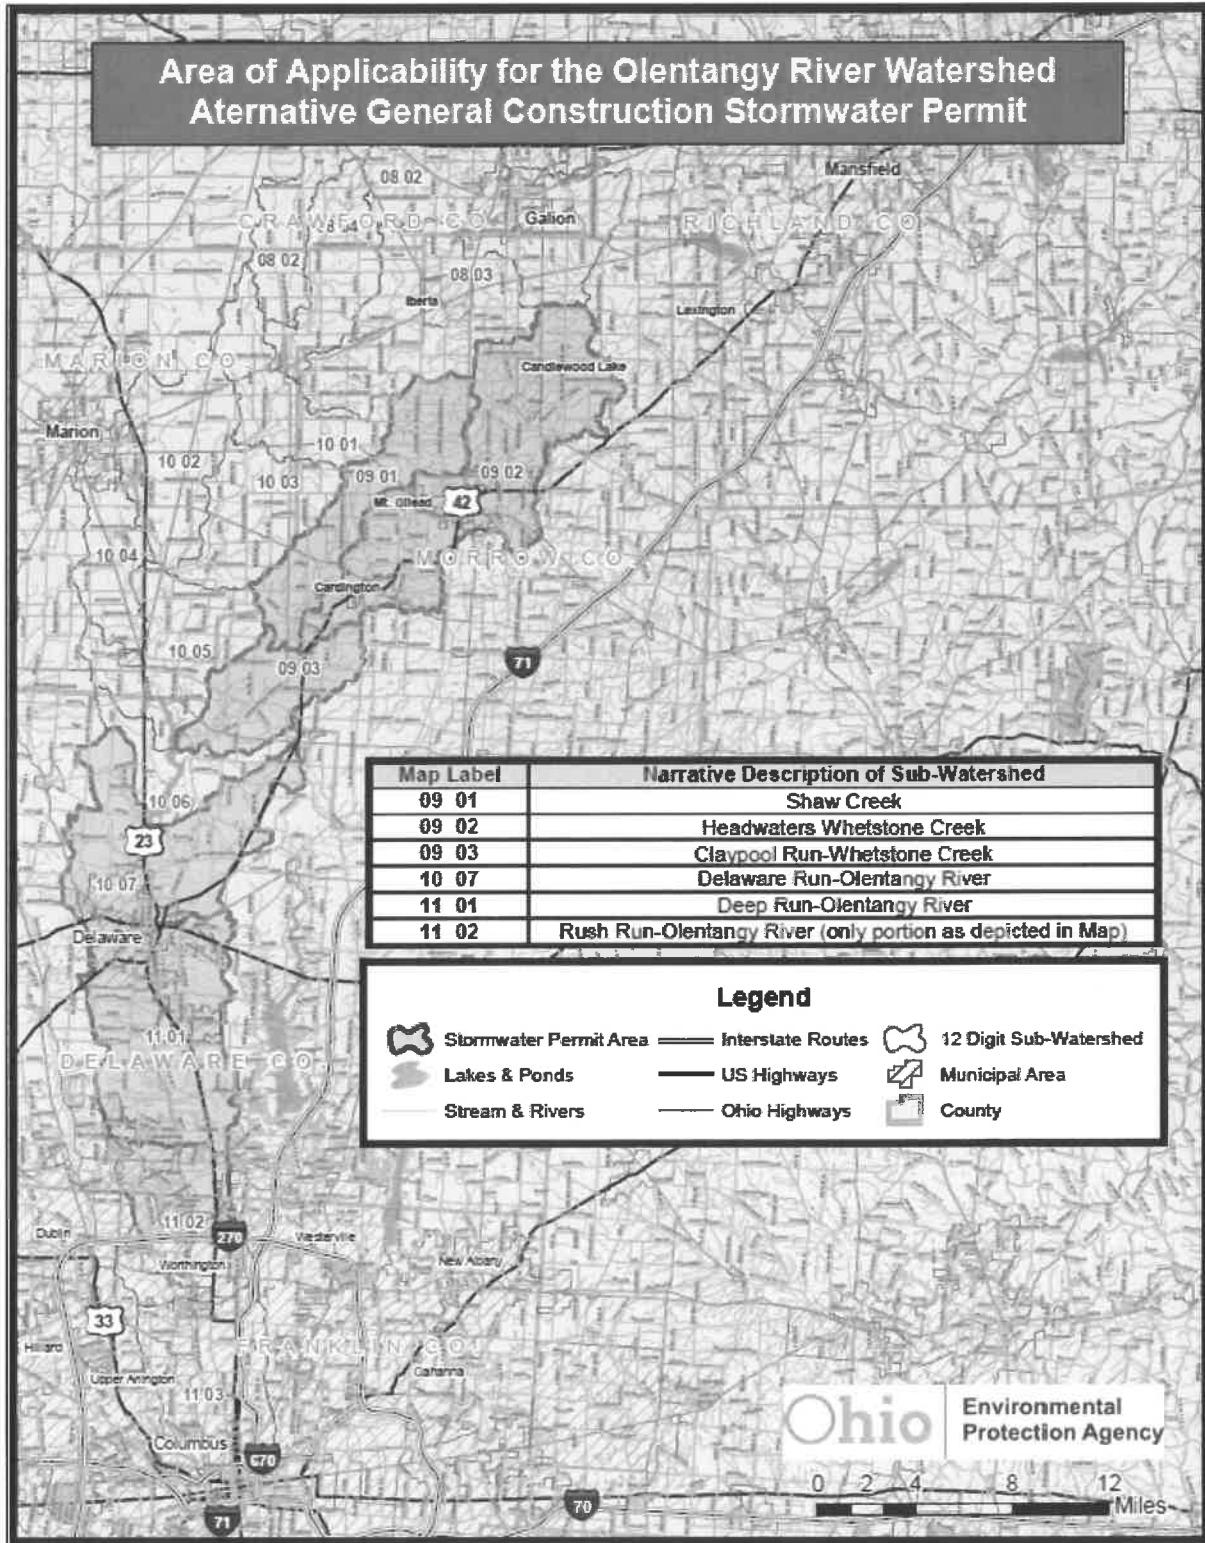 Area of Applicability for the Olentangy River Watershed
Aternative General Construction Stormwater Permit
08 02
Mansfield
CRAWFORD CO
Galion
RICHLAND CO
08 04
08 02
08 03
Iberia
Lexington
MARION CO
Candlewood Lake
Marion
10 01
10 02
09 01
09 02
10 03
Mt. Gilead
42
10 04
MORROW CO
Cardington
10 05
09 03
71
10 06
23
10 07
Delaware
Map Label Narrative Description of Sub-Watershed
09 01 Shaw Creek
09 02 Headwaters Whetstone Creek
09 03 Claypool Run-Whetstone Creek
10 07 Delaware Run-Olentangy River
11 01 Deep Run-Olentangy River
11 02 Rush Run-Olentangy River (only portion as depicted in Map)
Legend
Stormwater Permit Area Interstate Routes 12 Digit Sub-Watershed
Lakes & Ponds US Highways Municipal Area
Stream & Rivers Ohio Highways County
11 01
DELAWARE CO
11 02
Dublin
270
Westerville
Worthington
New Albany
33
FRANKLIN CO
Hilliard
Gahanna
Upper Arlington
11 03
Columbus
670
70
71
Ohio Environmental
Protection Agency
0 2 4 8 12
Miles